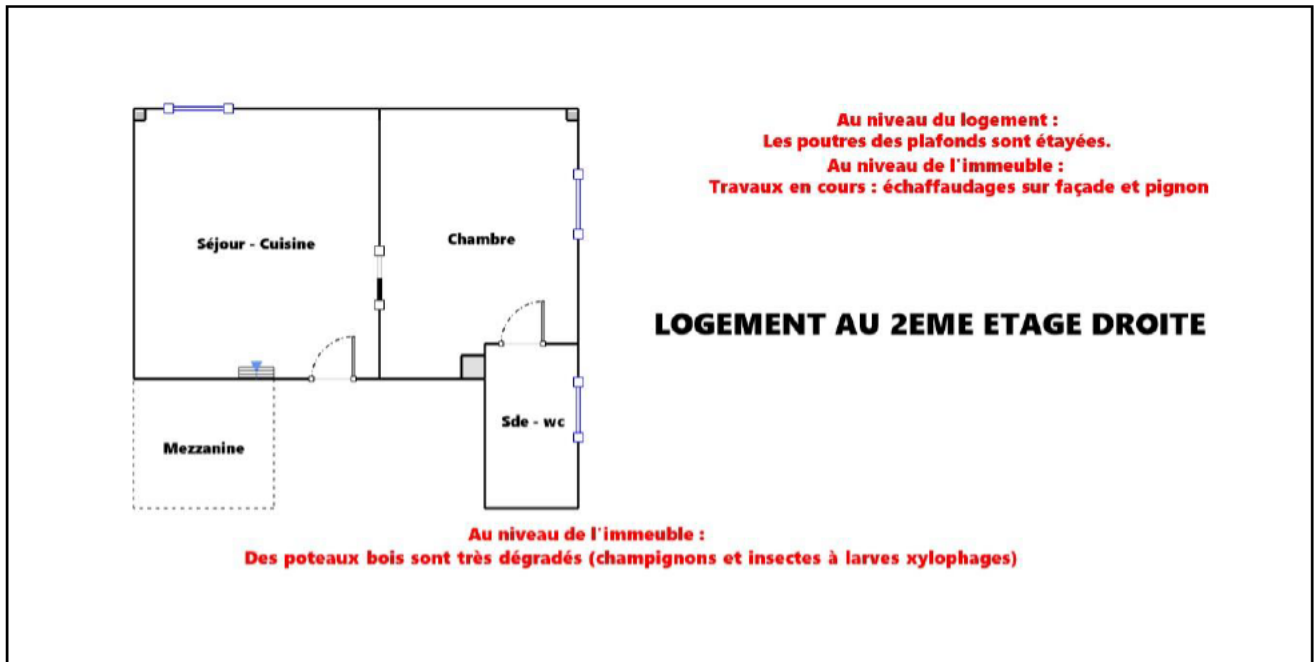 Au niveau du logement :
Les poutres des plafonds sont étayées.
Au niveau de l'immeuble :
Travaux en cours : échaffaudages sur façade et pignon
Séjour - Cuisine
Chambre
LOGEMENT AU 2EME ETAGE DROITE
Sde - wc
Mezzanine
Au niveau de l'immeuble :
Des poteaux bois sont très dégradés (champignons et insectes à larves xylophages)